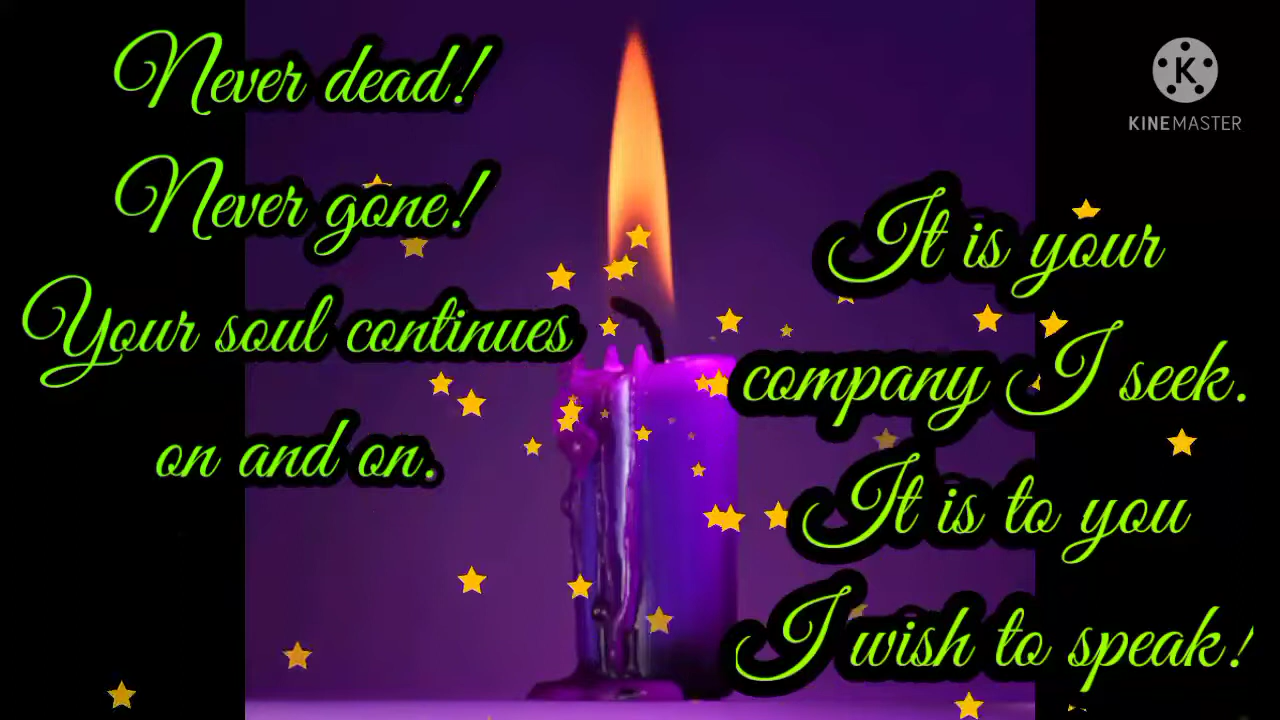 Never dead!
Never gone!
Your soul continues
on and on.
It is your
company I seek.
It is to you
I wish to speak!
K
KINEMASTER